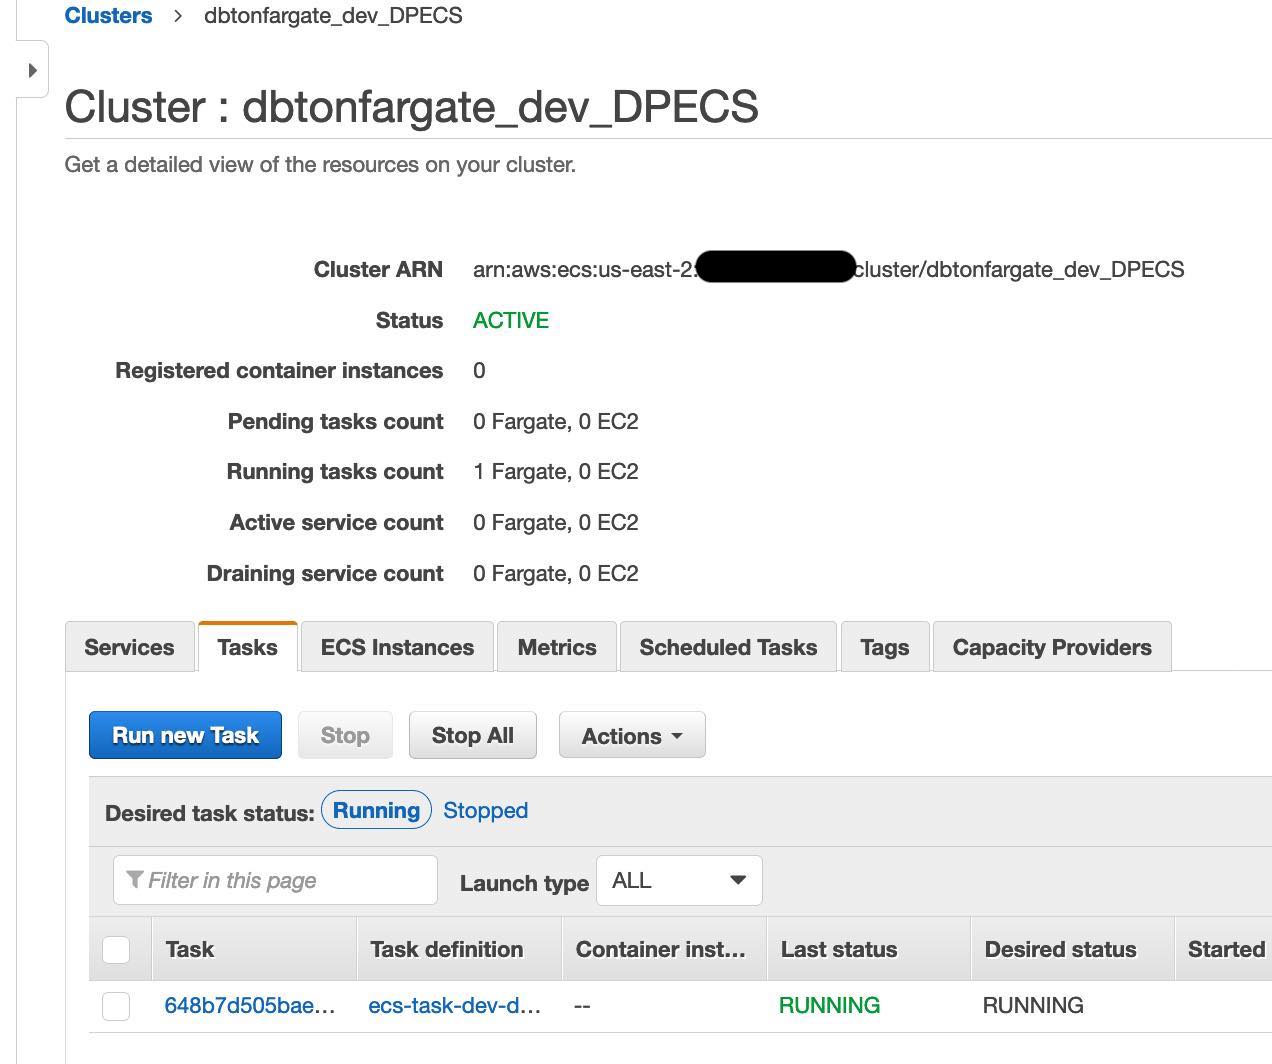 Clusters > dbtonfargate_dev_DPECS
Cluster : dbtonfargate_dev_DPECS
Get a detailed view of the resources on your cluster.
Cluster ARN arn:aws:ecs:us-east-2: cluster/dbtonfargate_dev_DPECS
Status ACTIVE
Registered container instances 0
Pending tasks count 0 Fargate, 0 EC2
Running tasks count 1 Fargate, 0 EC2
Active service count 0 Fargate, 0 EC2
Draining service count 0 Fargate, 0 EC2
Services Tasks ECS Instances Metrics Scheduled Tasks Tags Capacity Providers
Run new Task Stop Stop All Actions
Desired task status: Running Stopped
Filter in this page Launch type ALL
Task Task definition Container inst... Last status Desired status Started
648b7d505bae... ecs-task-dev-d... -- RUNNING RUNNING